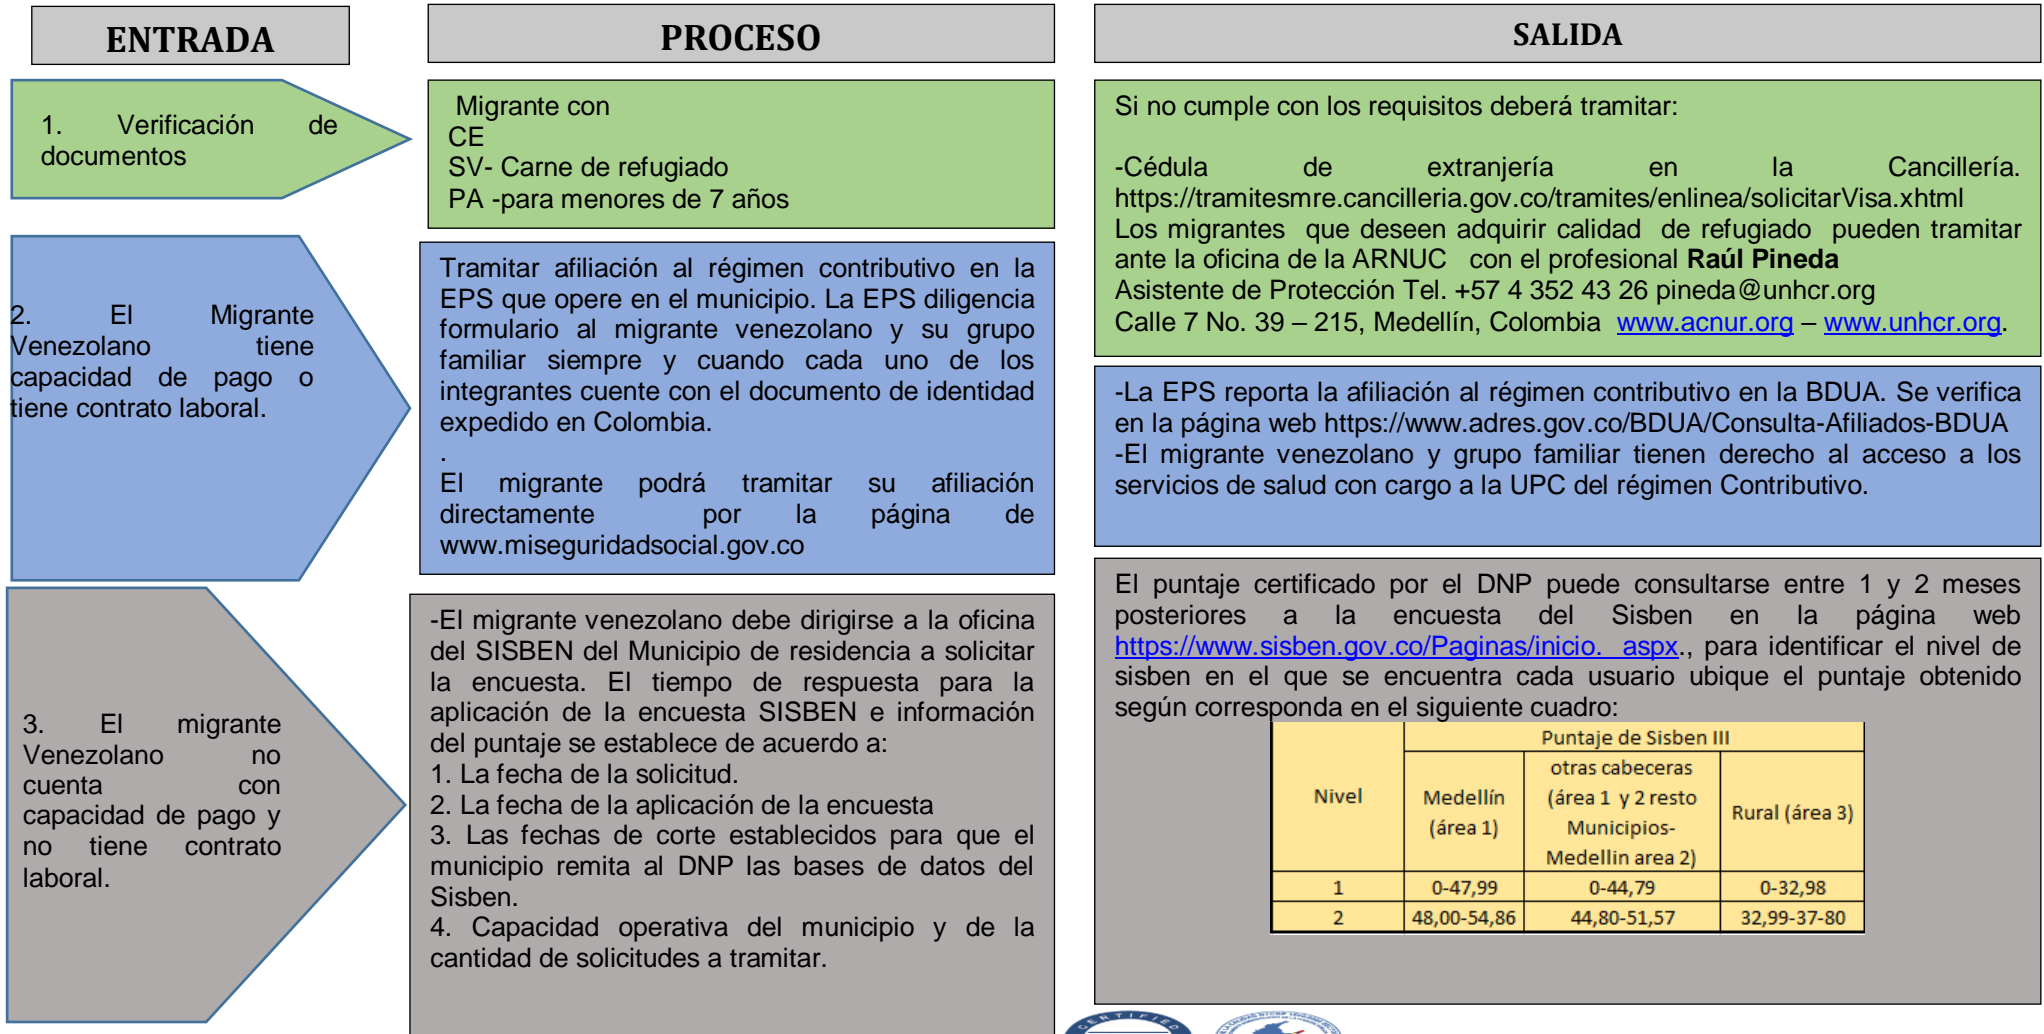 ENTRADA
PROCESO
SALIDA
1. Verificación de
documentos
Migrante con
CE
SV- Carne de refugiado
PA -para menores de 7 años
Si no cumple con los requisitos deberá tramitar:
-Cédula de extranjería en la Cancillería.
https://tramitesmre.cancilleria.gov.co/tramites/enlinea/solicitarVisa.xhtml
Los migrantes que deseen adquirir calidad de refugiado pueden tramitar
ante la oficina de la ARNUC con el profesional Raúl Pineda
Asistente de Protección Tel. +57 4 352 43 26 pineda@unhcr.org
Calle 7 No. 39 – 215, Medellín, Colombia www.acnur.org – www.unhcr.org.
2. El Migrante
Venezolano tiene
capacidad de pago o
tiene contrato laboral.
Tramitar afiliación al régimen contributivo en la
EPS que opere en el municipio. La EPS diligencia
formulario al migrante venezolano y su grupo
familiar siempre y cuando cada uno de los
integrantes cuente con el documento de identidad
expedido en Colombia.
.
El migrante podrá tramitar su afiliación
directamente por la página de
www.miseguridadsocial.gov.co
-La EPS reporta la afiliación al régimen contributivo en la BDUA. Se verifica
en la página web https://www.adres.gov.co/BDUA/Consulta-Afiliados-BDUA
-El migrante venezolano y grupo familiar tienen derecho al acceso a los
servicios de salud con cargo a la UPC del régimen Contributivo.
3. El migrante
Venezolano no
cuenta con
capacidad de pago y
no tiene contrato
laboral.
-El migrante venezolano debe dirigirse a la oficina
del SISBEN del Municipio de residencia a solicitar
la encuesta. El tiempo de respuesta para la
aplicación de la encuesta SISBEN e información
del puntaje se establece de acuerdo a:
1. La fecha de la solicitud.
2. La fecha de la aplicación de la encuesta
3. Las fechas de corte establecidos para que el
municipio remita al DNP las bases de datos del
Sisben.
4. Capacidad operativa del municipio y de la
cantidad de solicitudes a tramitar.
El puntaje certificado por el DNP puede consultarse entre 1 y 2 meses
posteriores a la encuesta del Sisben en la página web
https://www.sisben.gov.co/Paginas/inicio. aspx., para identificar el nivel de
sisben en el que se encuentra cada usuario ubique el puntaje obtenido
según corresponda en el siguiente cuadro:
Puntaje de Sisben III
Nivel
Medellín
(área 1)
otras cabeceras
(área 1 y 2 resto
Municipios-
Medellin area 2)
Rural (área 3)
1 0-47,99 0-44,79 0-32,98
2 48,00-54,86 44,80-51,57 32,99-37-80
CERTIFIED